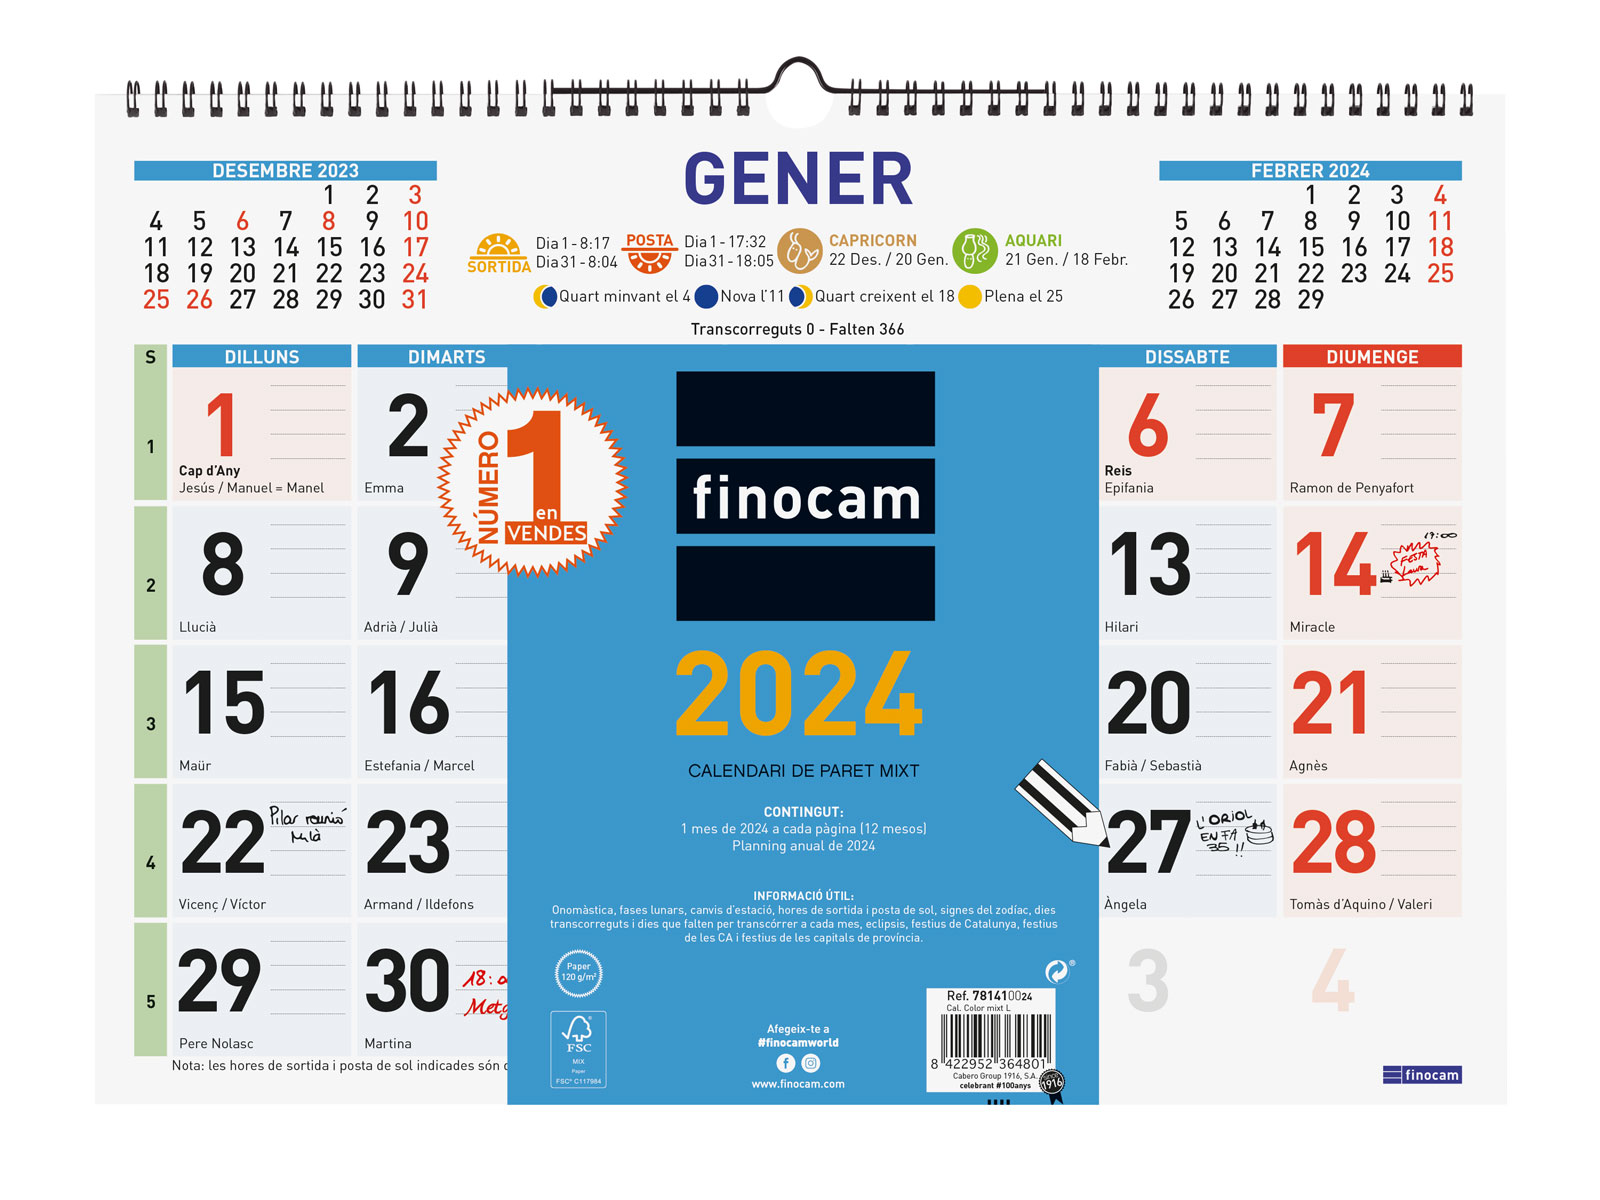 GENER
DESEMBRE 2023
1 2 3
4 5 6 7 8 9 10
11 12 13 14 15 16 17
18 19 20 21 22 23 24
25 26 27 28 29 30 31
SORTIDA
Dia 1 - 8:17
Dia 31 - 8:04
POSTA
Dia 1 - 17:32
Dia 31 - 18:05
CAPRICORN
22 Des. / 20 Gen.
AQUARI
21 Gen. / 18 Febr.
Quart minvant el 4
Nova l'11
Quart creixent el 18
Plena el 25
Transcorreguts 0 - Falten 366
FEBRER 2024
1 2 3 4
5 6 7 8 9 10 11
12 13 14 15 16 17 18
19 20 21 22 23 24 25
26 27 28 29
S
DILLUNS
DIMARTS
DISSABTE
DIUMENGE
1
1
Cap d'Any
Jesús / Manuel = Manel
2
Emma
6
Reis
Epifania
7
Ramon de Penyafort
2
8
Llucià
9
Adrià / Julià
13
Hilari
14
19:00
FESTA
Laura
Miracle
3
15
Maür
16
Estefania / Marcel
20
Fabià / Sebastià
21
Agnès
4
22
Pilar reunió
Milà
Vicenç / Víctor
23
Armand / Ildefons
27
L'ORIOL
EN FA
35 !!
Àngela
28
Tomàs d'Aquino / Valeri
5
29
Pere Nolasc
30
18:
Metg
Martina
3
4
Nota: les hores de sortida i posta de sol indicades són
NÚMERO
1
en
VENDES
finocam
2024
CALENDARI DE PARET MIXT
CONTINGUT:
1 mes de 2024 a cada pàgina (12 mesos)
Planning anual de 2024
INFORMACIÓ ÚTIL:
Onomàstica, fases lunars, canvis d'estació, hores de sortida i posta de sol, signes del zodíac, dies
transcorreguts i dies que falten per transcórrer a cada mes, eclipsis, festius de Catalunya, festius
de les CA i festius de les capitals de província.
Paper
120 g/m²
FSC
MIX
Paper
FSC® C117984
Afegeix-te a
#finocamworld
www.finocam.com
®
Ref. 781410024
Cal. Color mixt L
8 422952 364801
Cabero Group 1916, S.A.
celebrant #100anys
1916
finocam